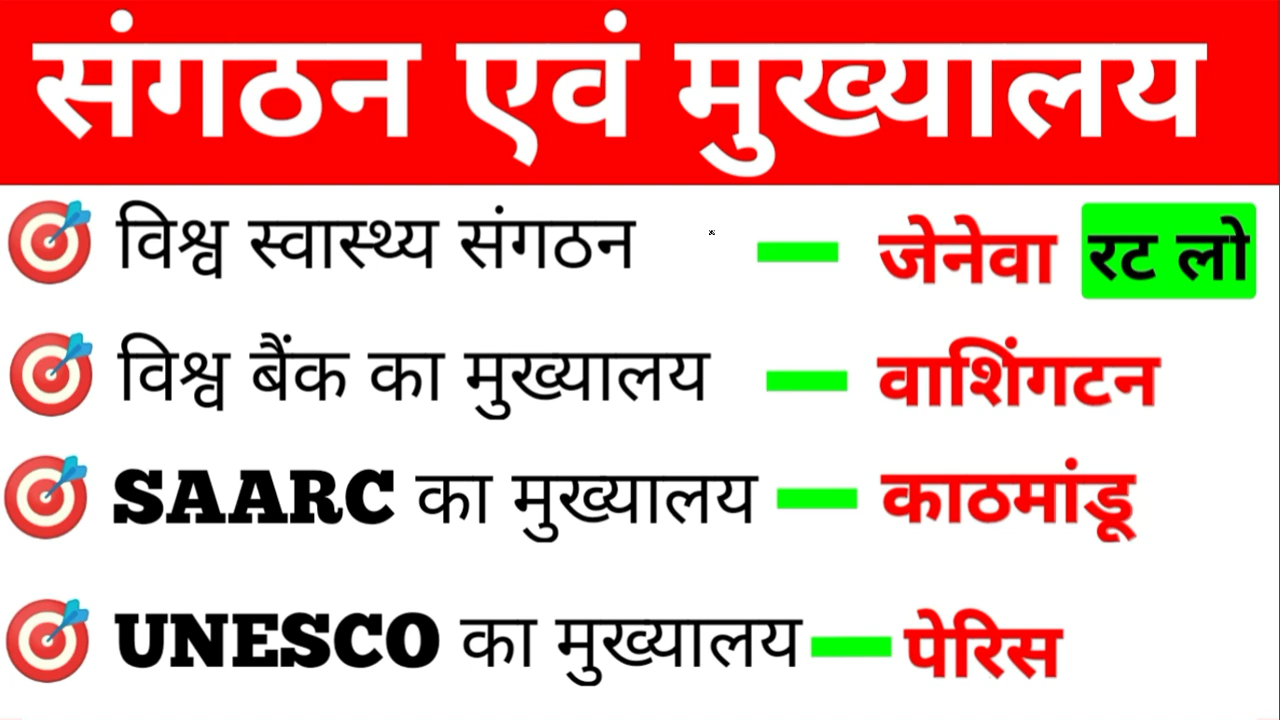 संगठन एवं मुख्यालय
विश्व स्वास्थ्य संगठन — जेनेवा रट लो
विश्व बैंक का मुख्यालय — वाशिंगटन
SAARC का मुख्यालय — काठमांडू
UNESCO का मुख्यालय — पेरिस